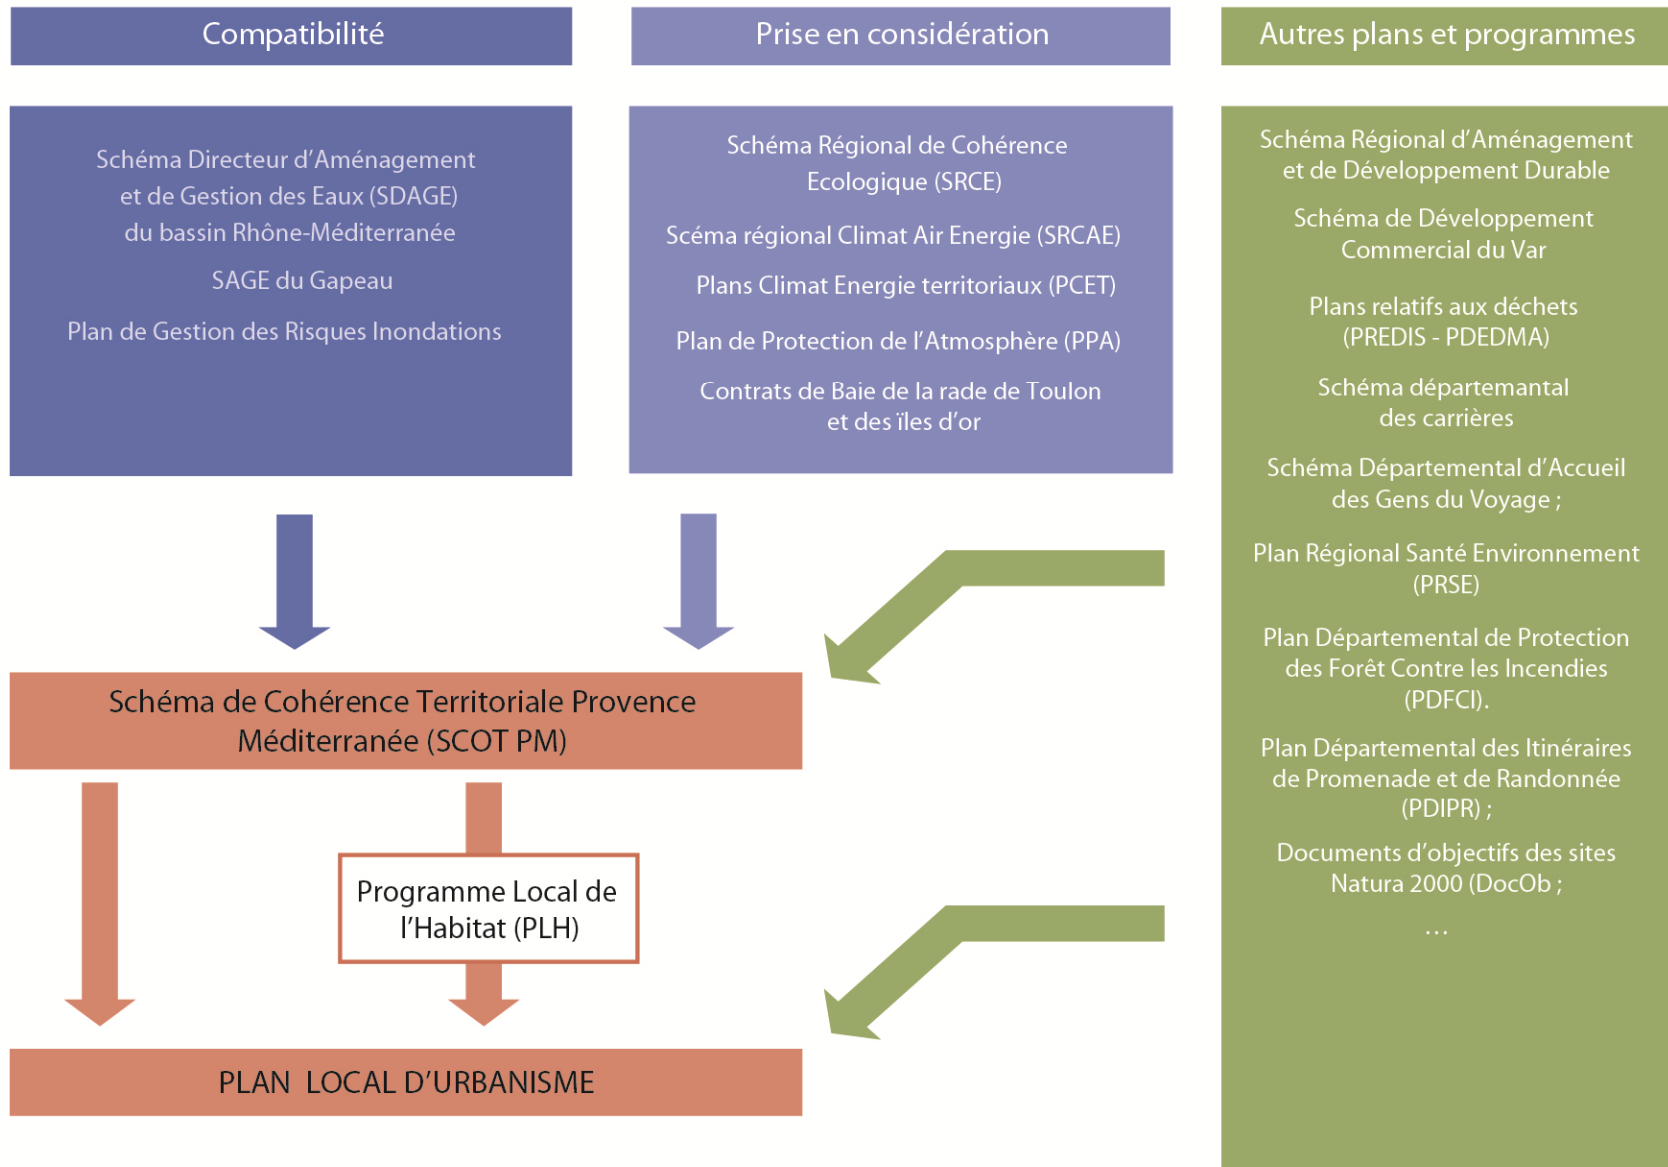 Compatibilité
Prise en considération
Autres plans et programmes
Schéma Directeur d’Aménagement
et de Gestion des Eaux (SDAGE)
du bassin Rhône-Méditerranée
SAGE du Gapeau
Plan de Gestion des Risques Inondations
Schéma Régional de Cohérence
Ecologique (SRCE)
Scéma régional Climat Air Energie (SRCAE)
Plans Climat Energie territoriaux (PCET)
Plan de Protection de l’Atmosphère (PPA)
Contrats de Baie de la rade de Toulon
et des ïles d’or
Schéma Régional d’Aménagement
et de Développement Durable
Schéma de Développement
Commercial du Var
Plans relatifs aux déchets
(PREDIS - PDEDMA)
Schéma départemantal
des carrières
Schéma Départemental d’Accueil
des Gens du Voyage ;
Plan Régional Santé Environnement
(PRSE)
Plan Départemental de Protection
des Forêt Contre les Incendies
(PDFCI).
Plan Départemental des Itinéraires
de Promenade et de Randonnée
(PDIPR) ;
Documents d’objectifs des sites
Natura 2000 (DocOb ;
…
Schéma de Cohérence Territoriale Provence
Méditerranée (SCOT PM)
Programme Local de
l’Habitat (PLH)
PLAN LOCAL D’URBANISME